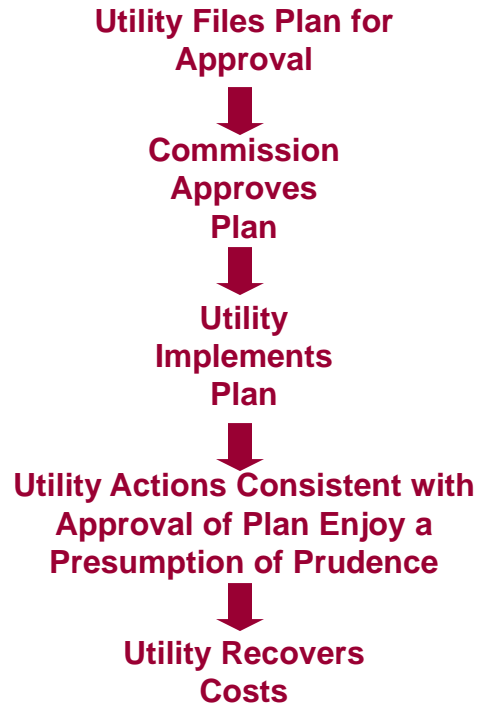 Utility Files Plan for
Approval
Commission
Approves
Plan
Utility
Implements
Plan
Utility Actions Consistent with
Approval of Plan Enjoy a
Presumption of Prudence
Utility Recovers
Costs